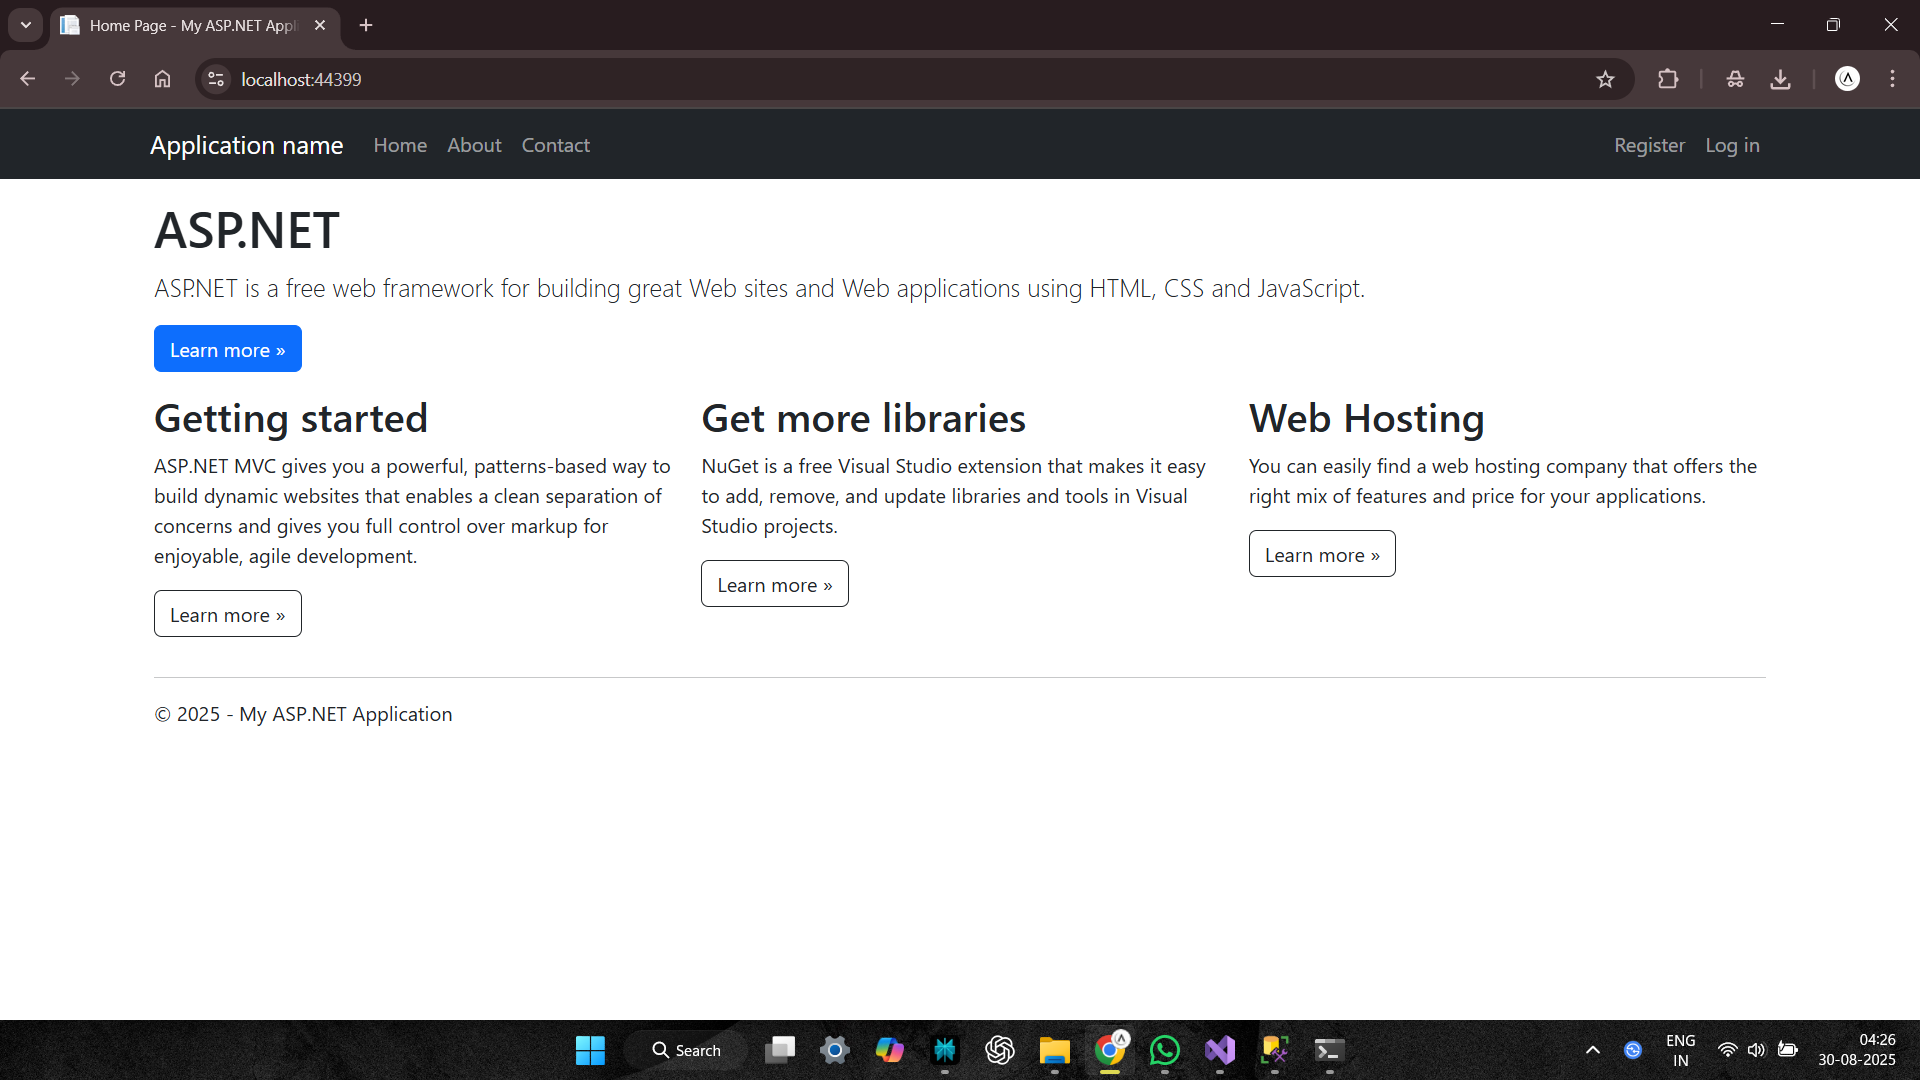 Home Page - My ASP.NET Appli
localhost:44399
Application name
Home
About
Contact
Register
Log in
ASP.NET
ASP.NET is a free web framework for building great Web sites and Web applications using HTML, CSS and JavaScript.
Learn more »
Getting started
ASP.NET MVC gives you a powerful, patterns-based way to
build dynamic websites that enables a clean separation of
concerns and gives you full control over markup for
enjoyable, agile development.
Learn more »
Get more libraries
NuGet is a free Visual Studio extension that makes it easy
to add, remove, and update libraries and tools in Visual
Studio projects.
Learn more »
Web Hosting
You can easily find a web hosting company that offers the
right mix of features and price for your applications.
Learn more »
© 2025 - My ASP.NET Application
Search
ENG
IN
04:26
30-08-2025